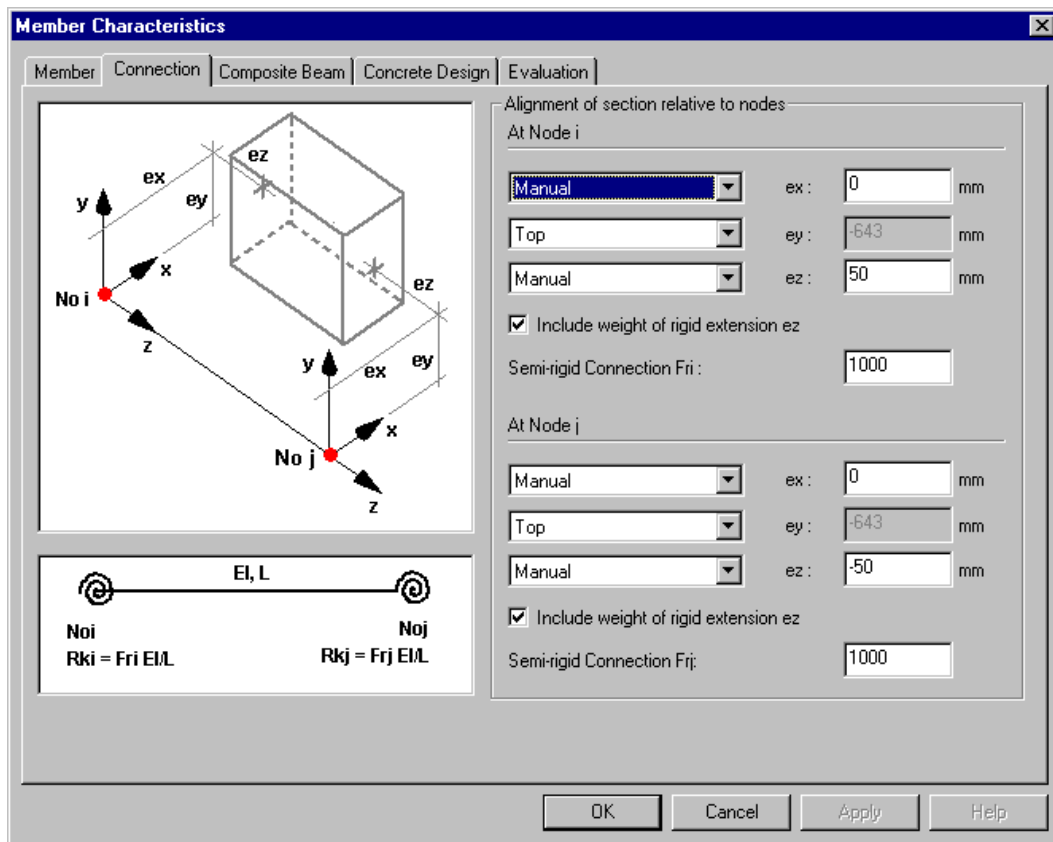 Member Characteristics
Member Connection Composite Beam Concrete Design Evaluation
ez
ex
y
ey
x
No i
z
ez
y
ex
ey
x
No j
z
EI, L
Noi Noj
Rki = Fri EI/L Rkj = Frj EI/L
Alignment of section relative to nodes
At Node i
Manual ex : 0 mm
Top ey : -643 mm
Manual ez : 50 mm
Include weight of rigid extension ez
Semi-rigid Connection Fri : 1000
At Node j
Manual ex : 0 mm
Top ey : -643 mm
Manual ez : -50 mm
Include weight of rigid extension ez
Semi-rigid Connection Frj: 1000
OK Cancel Apply Help